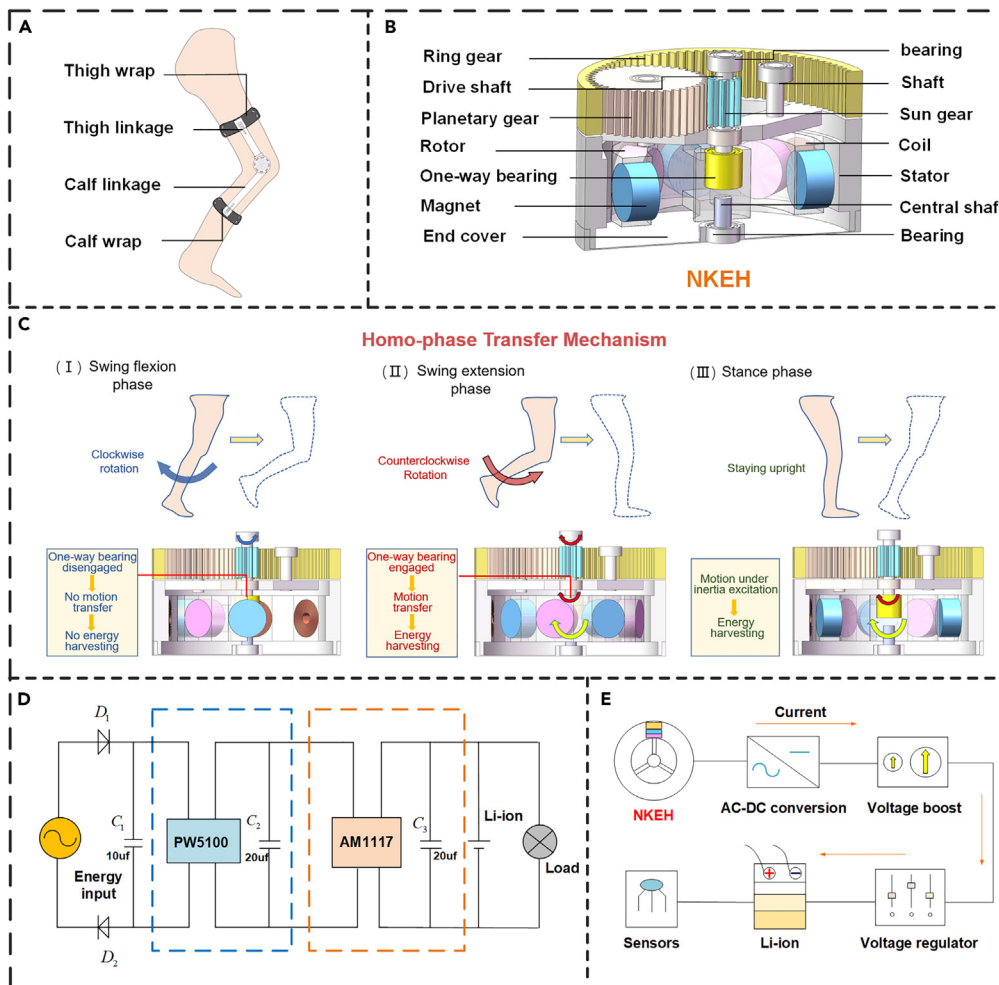 A
Thigh wrap
Thigh linkage
Calf linkage
Calf wrap
B
Ring gear
Drive shaft
Planetary gear
Rotor
One-way bearing
Magnet
End cover
bearing
Shaft
Sun gear
Coil
Stator
Central shaf
Bearing
NKEH
C
Homo-phase Transfer Mechanism
(Ⅰ) Swing flexion
phase
Clockwise
rotation
One-way bearing
disengaged
No motion
transfer
No energy
harvesting
(Ⅱ) Swing extension
phase
Counterclockwise
Rotation
One-way bearing
engaged
Motion
transfer
Energy
harvesting
(Ⅲ) Stance phase
Staying upright
Motion under
inertia excitation
Energy
harvesting
D
D1
C1
10uf
Energy
input
D2
PW5100
C2
20uf
AM1117
C3
20uf
Li-ion
Load
E
Current
NKEH
AC-DC conversion
Voltage boost
+
−
Sensors
Li-ion
Voltage regulator